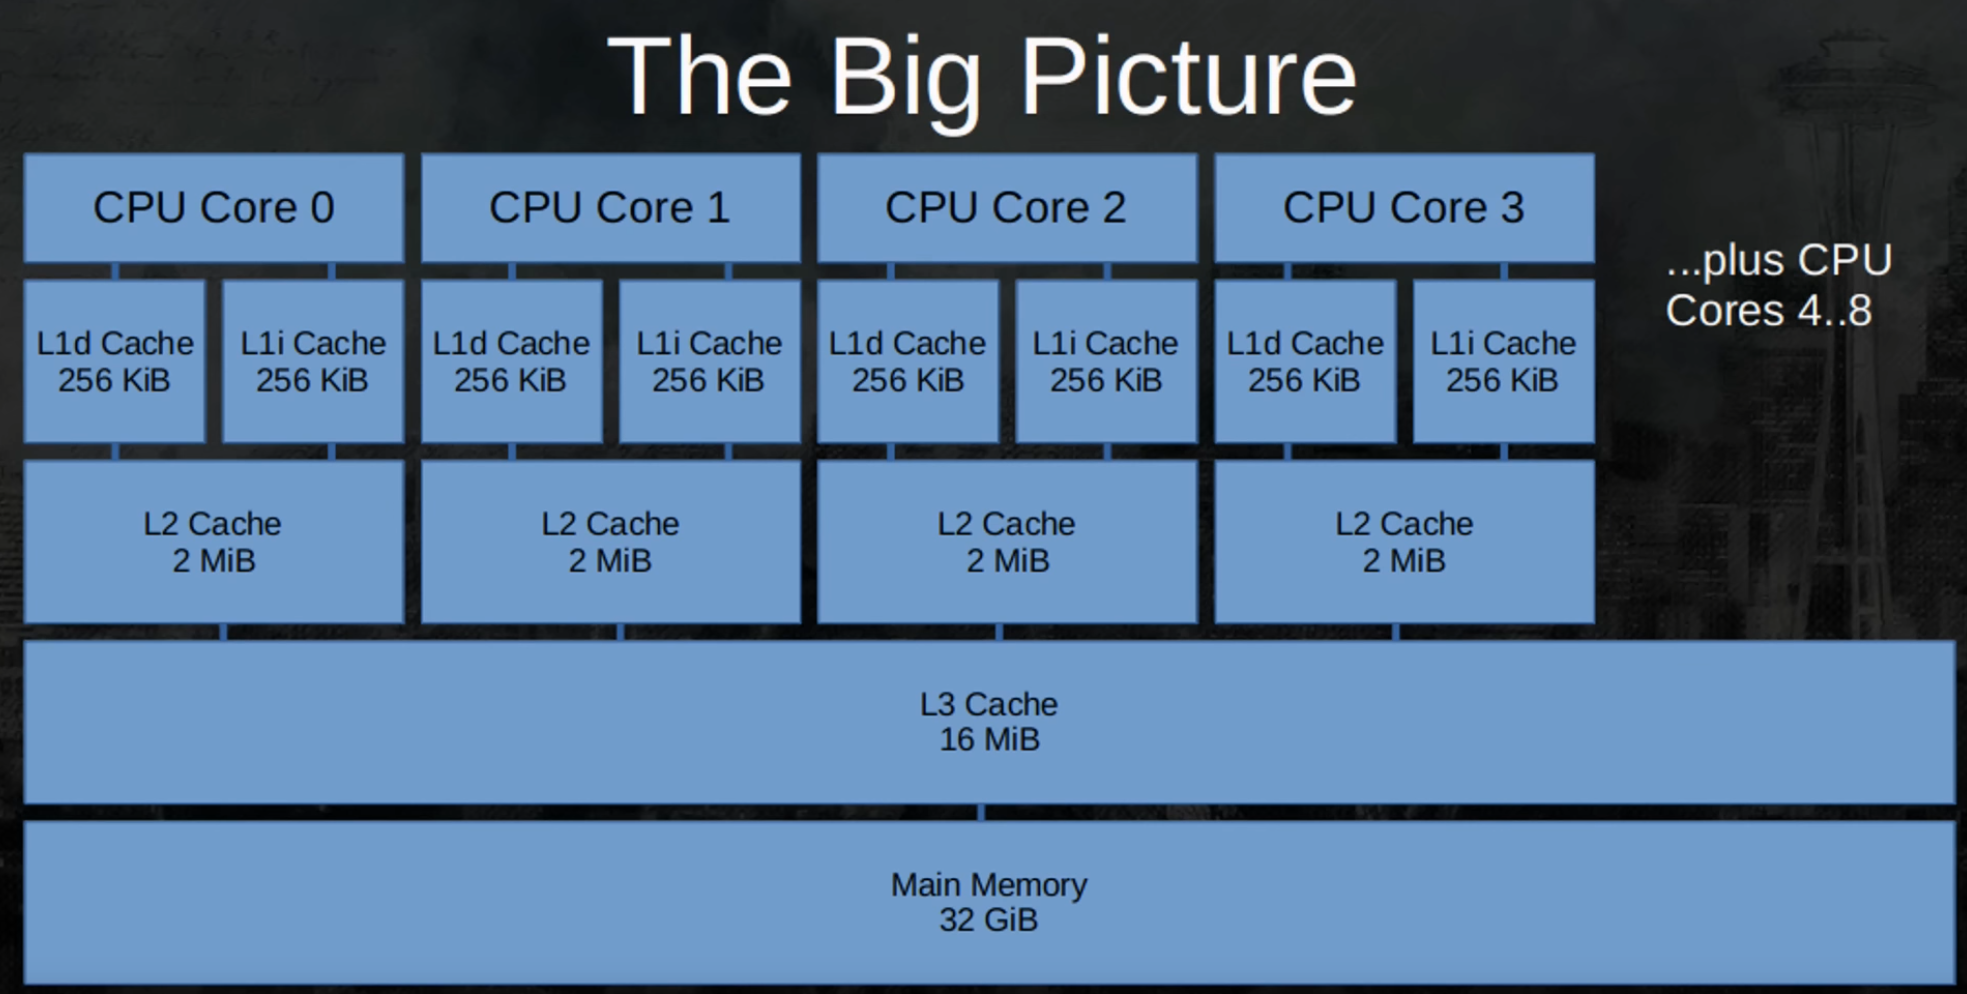 The Big Picture
CPU Core 0
CPU Core 1
CPU Core 2
CPU Core 3
...plus CPU
Cores 4..8
L1d Cache
256 KiB
L1i Cache
256 KiB
L1d Cache
256 KiB
L1i Cache
256 KiB
L1d Cache
256 KiB
L1i Cache
256 KiB
L1d Cache
256 KiB
L1i Cache
256 KiB
L2 Cache
2 MiB
L2 Cache
2 MiB
L2 Cache
2 MiB
L2 Cache
2 MiB
L3 Cache
16 MiB
Main Memory
32 GiB